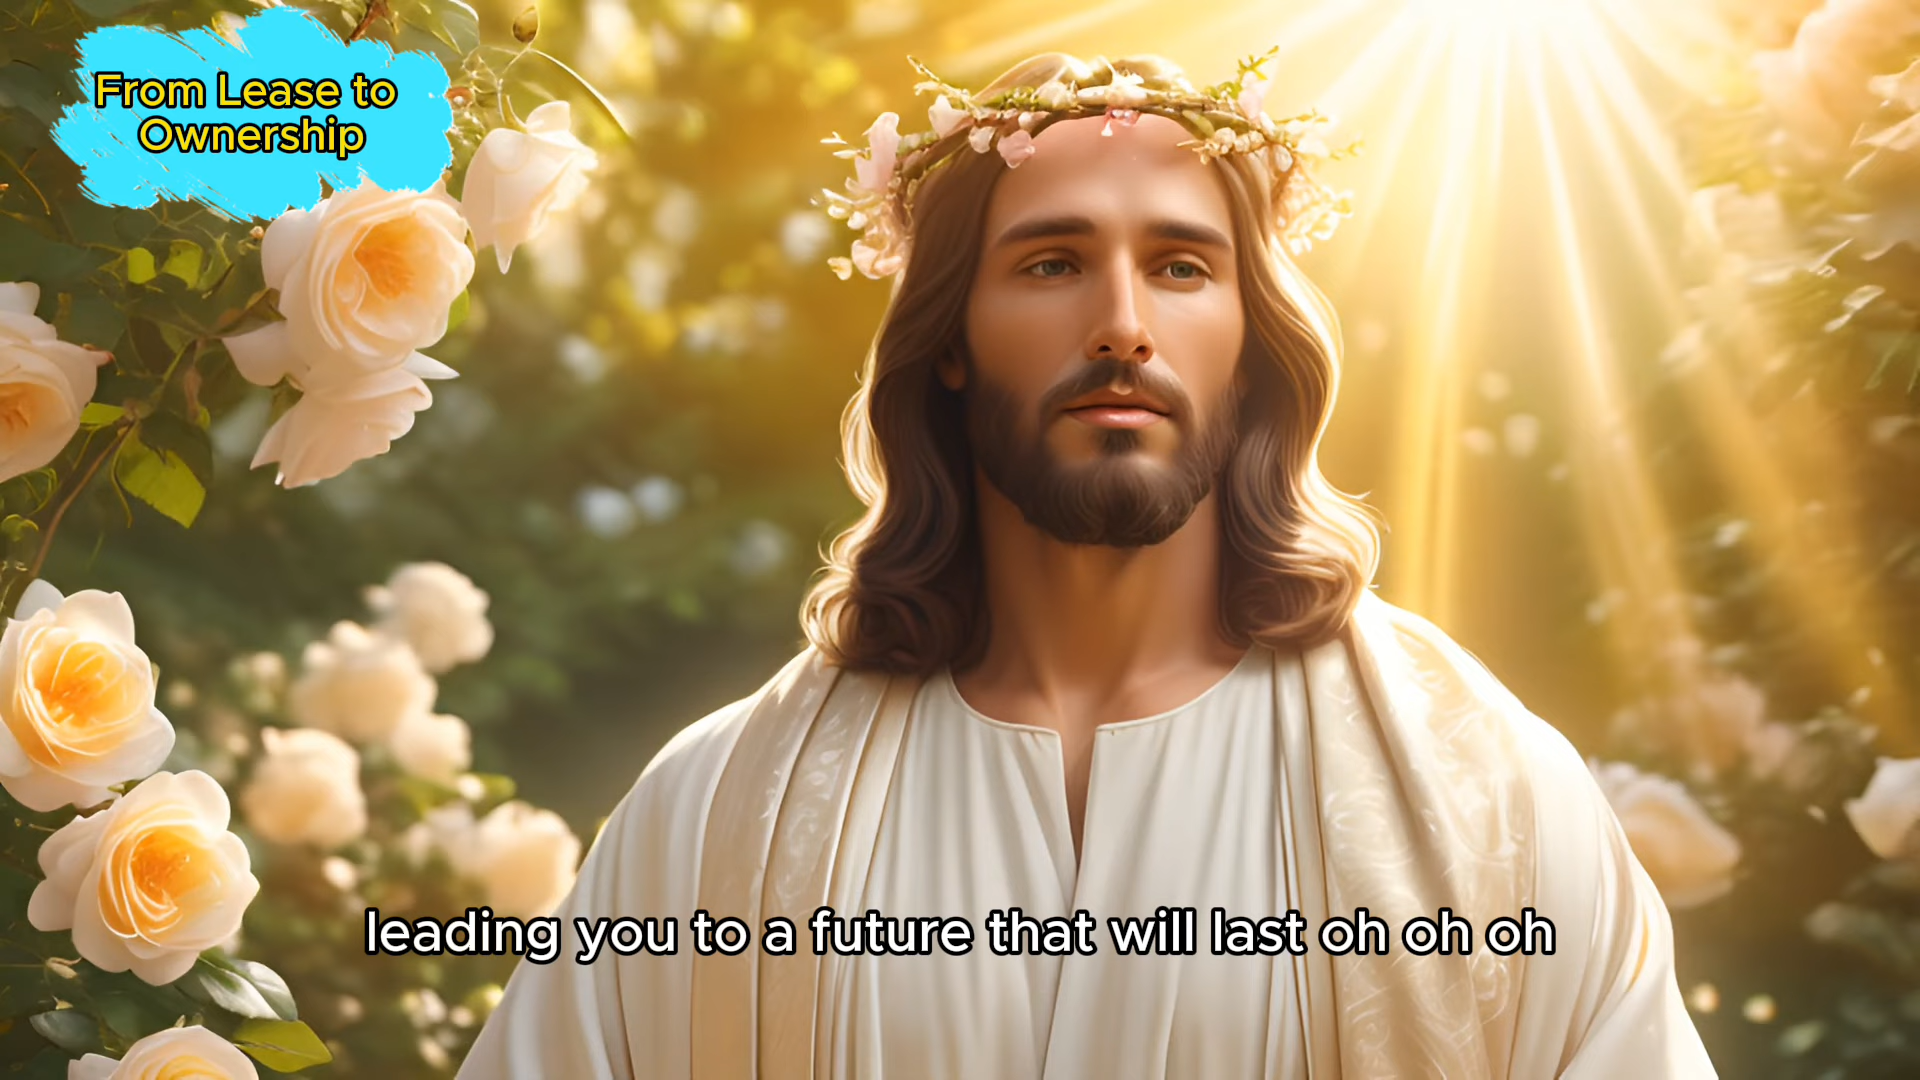 From Lease to
Ownership
leading you to a future that will last oh oh oh